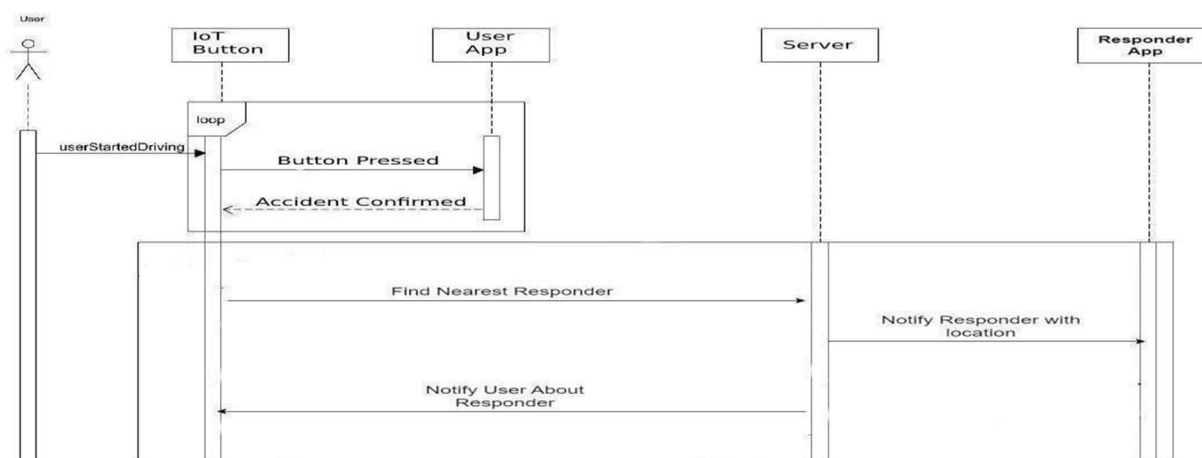 User
IoT
Button
User
App
Server
Responder
App
loop
userStartedDriving
Button Pressed
Accident Confirmed
Find Nearest Responder
Notify Responder with
location
Notify User About
Responder